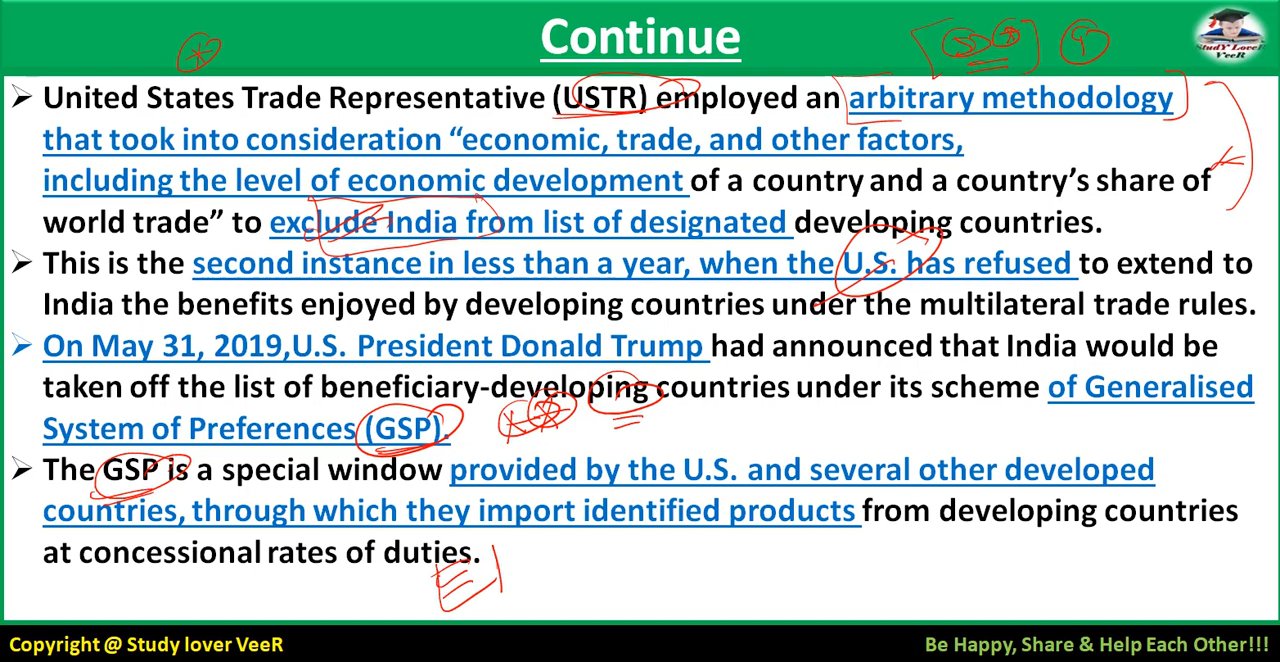 Continue
StudY LoveR
VeeR
➢ United States Trade Representative (USTR) employed an arbitrary methodology
that took into consideration “economic, trade, and other factors,
including the level of economic development of a country and a country’s share of
world trade” to exclude India from list of designated developing countries.
➢ This is the second instance in less than a year, when the U.S. has refused to extend to
India the benefits enjoyed by developing countries under the multilateral trade rules.
➢ On May 31, 2019,U.S. President Donald Trump had announced that India would be
taken off the list of beneficiary-developing countries under its scheme of Generalised
System of Preferences (GSP).
➢ The GSP is a special window provided by the U.S. and several other developed
countries, through which they import identified products from developing countries
at concessional rates of duties.
Copyright @ Study lover VeeR
Be Happy, Share & Help Each Other!!!